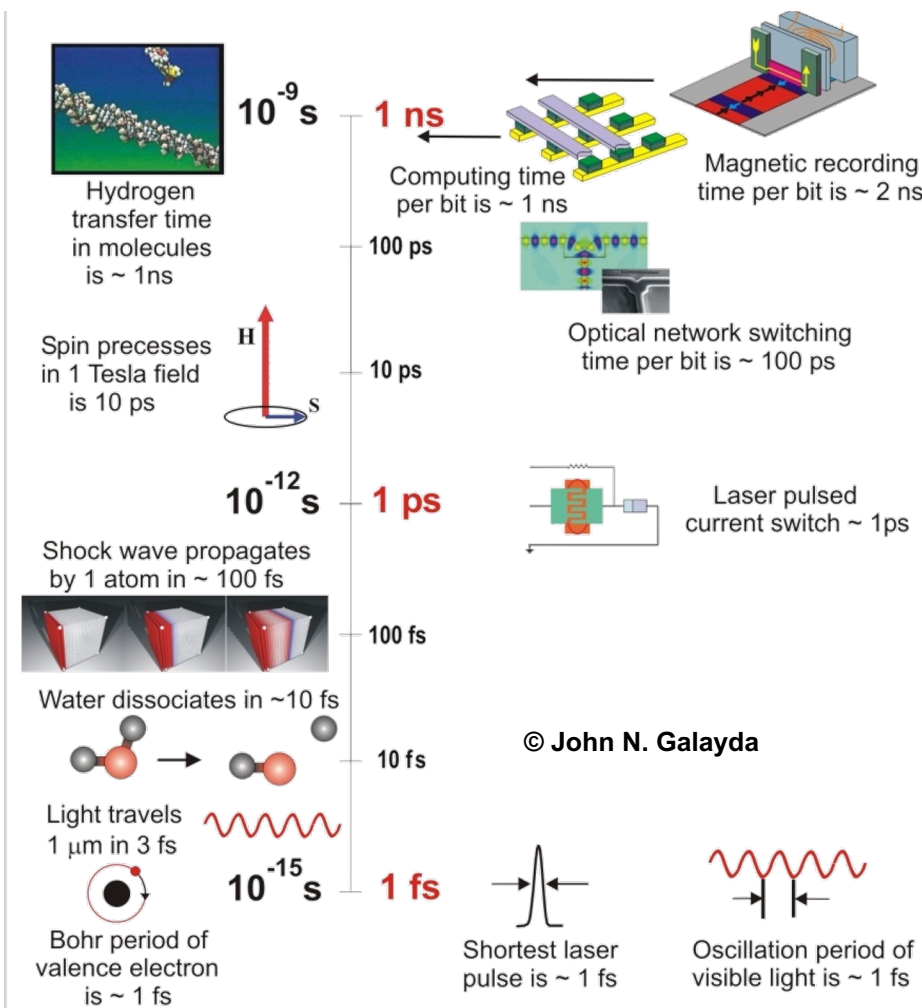 10⁻⁹ s
1 ns
Hydrogen
transfer time
in molecules
is ~ 1ns
Computing time
per bit is ~ 1 ns
Magnetic recording
time per bit is ~ 2 ns
100 ps
Optical network switching
time per bit is ~ 100 ps
H
S
Spin precesses
in 1 Tesla field
is 10 ps
10 ps
10⁻¹² s
1 ps
Laser pulsed
current switch ~ 1ps
Shock wave propagates
by 1 atom in ~ 100 fs
100 fs
Water dissociates in ~10 fs
© John N. Galayda
10 fs
Light travels
1 μm in 3 fs
10⁻¹⁵ s
1 fs
Bohr period of
valence electron
is ~ 1 fs
Shortest laser
pulse is ~ 1 fs
Oscillation period of
visible light is ~ 1 fs